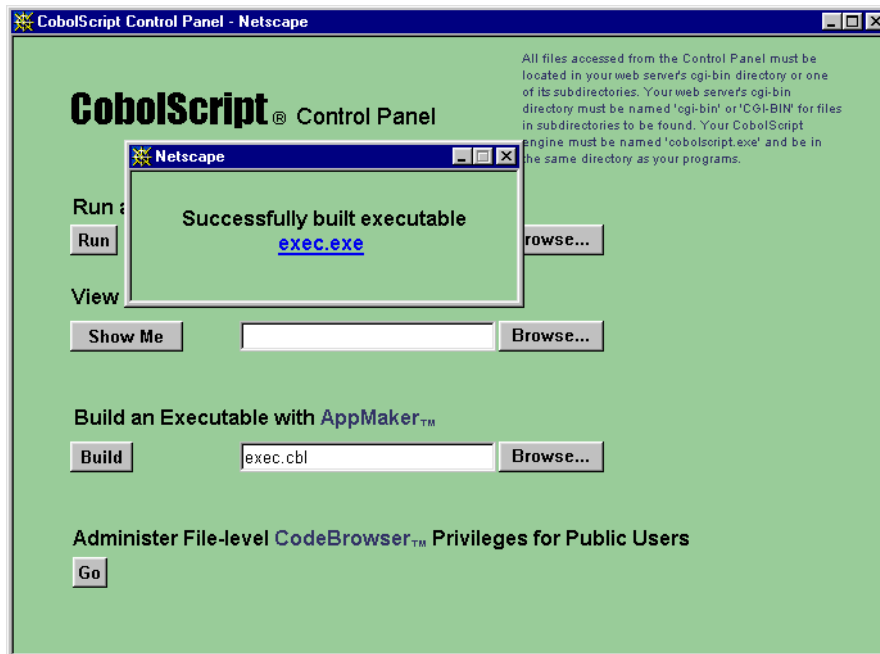 CobolScript Control Panel - Netscape
All files accessed from the Control Panel must be
located in your web server's cgi-bin directory or one
of its subdirectories. Your web server's cgi-bin
directory must be named 'cgi-bin' or 'CGI-BIN' for files
in subdirectories to be found. Your CobolScript
engine must be named 'cobolscript.exe' and be in
the same directory as your programs.
CobolScript ® Control Panel
Netscape
Successfully built executable
exec.exe
Run
Run
View
Show Me Browse...
Build an Executable with AppMaker™
Build exec.cbl Browse...
Administer File-level CodeBrowser™ Privileges for Public Users
Go